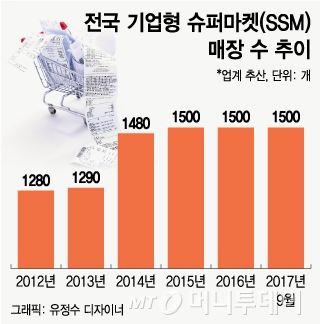 전국 기업형 슈퍼마켓(SSM)
매장 수 추이
*업계 추산, 단위: 개
1280
1290
1480
1500
1500
1500
2012년
2013년
2014년
2015년
2016년
2017년
9월
그래픽: 유정수 디자이너
MT 머니투데이